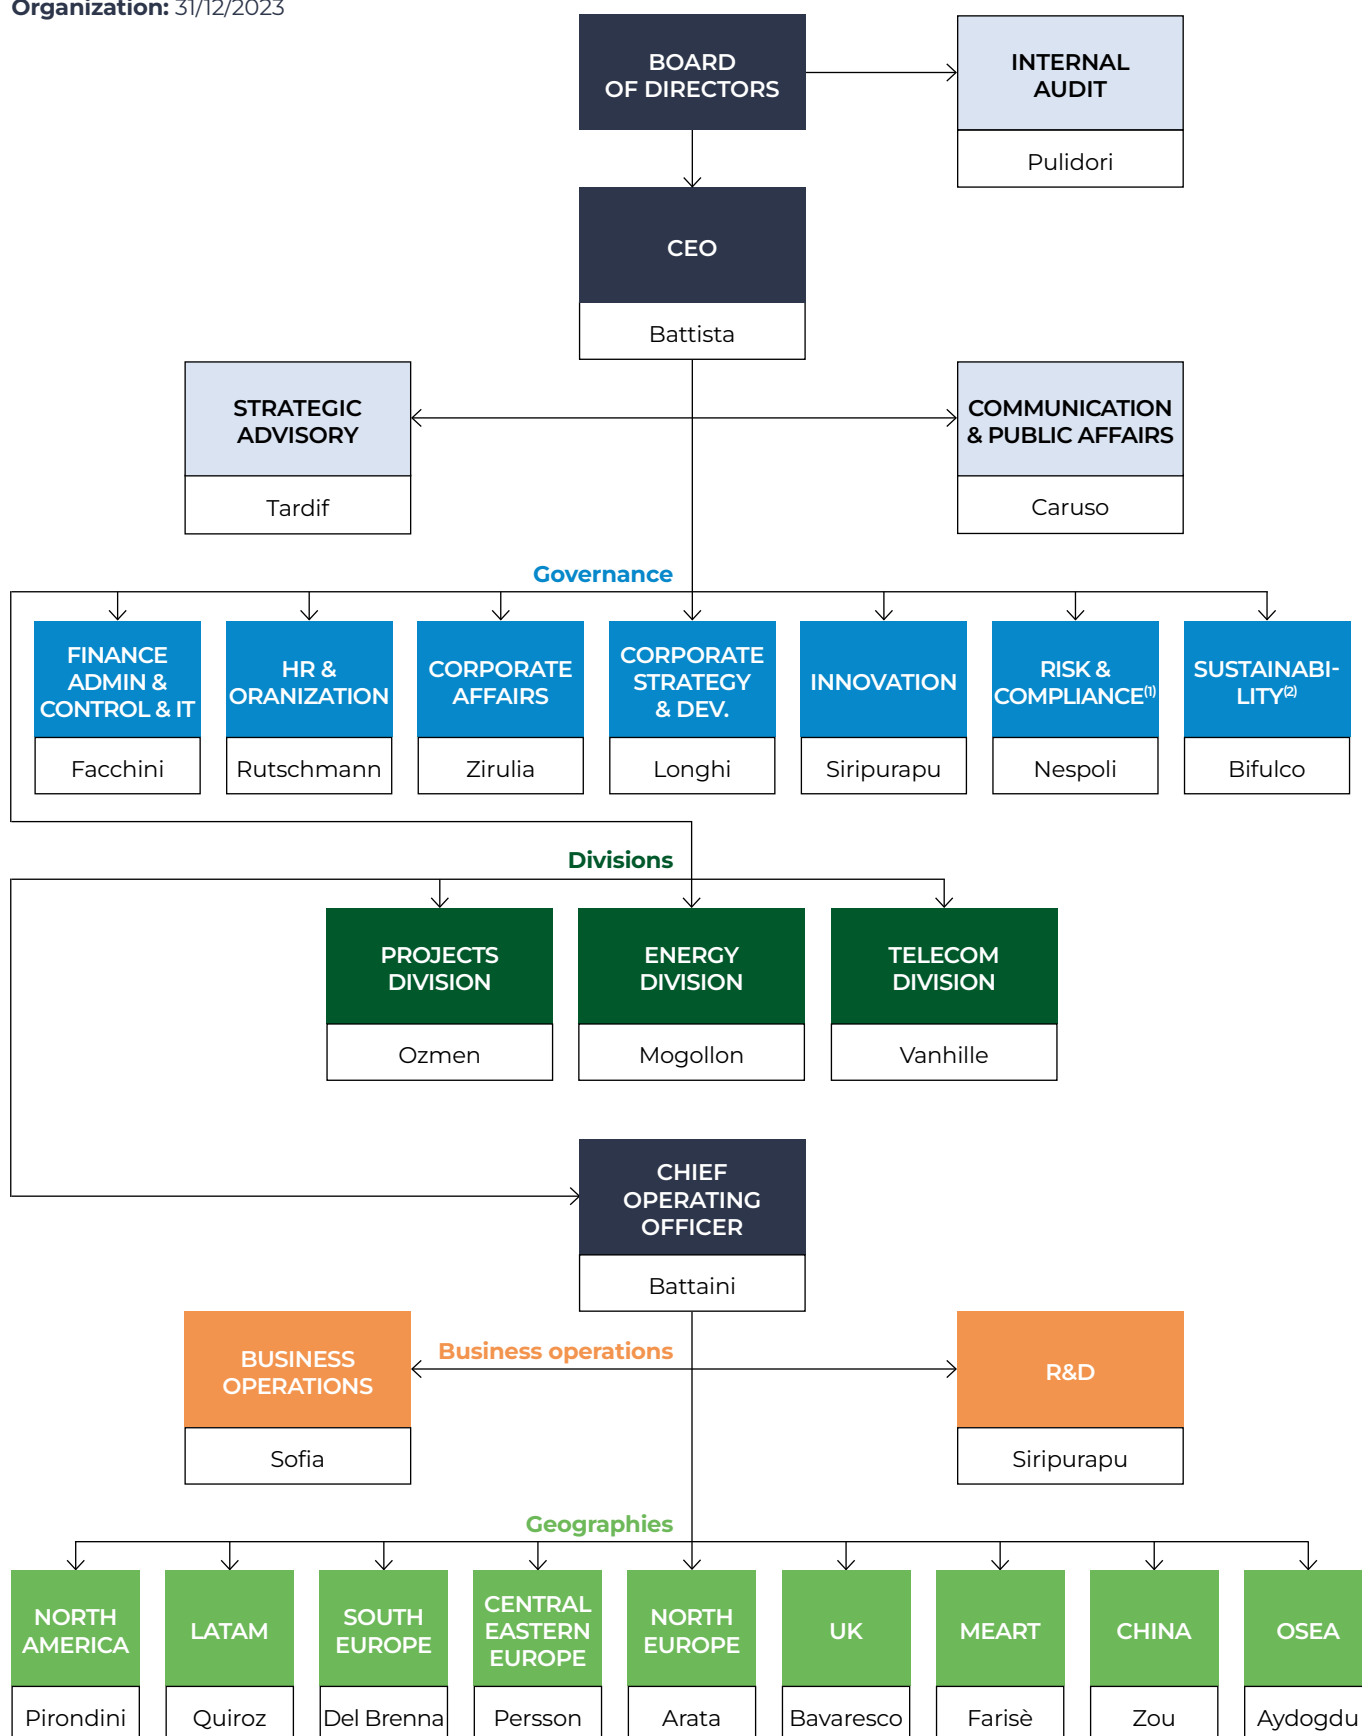 Organization: 31/12/2023
BOARD
OF DIRECTORS
INTERNAL
AUDIT
Pulidori
CEO
Battista
STRATEGIC
ADVISORY
Tardif
COMMUNICATION
& PUBLIC AFFAIRS
Caruso
Governance
FINANCE
ADMIN &
CONTROL & IT
Facchini
HR &
ORANIZATION
Rutschmann
CORPORATE
AFFAIRS
Zirulia
CORPORATE
STRATEGY
& DEV.
Longhi
INNOVATION
Siripurapu
RISK &
COMPLIANCE(1)
Nespoli
SUSTAINABI-
LITY(2)
Bifulco
Divisions
PROJECTS
DIVISION
Ozmen
ENERGY
DIVISION
Mogollon
TELECOM
DIVISION
Vanhille
CHIEF
OPERATING
OFFICER
Battaini
Business operations
BUSINESS
OPERATIONS
Sofia
R&D
Siripurapu
Geographies
NORTH
AMERICA
Pirondini
LATAM
Quiroz
SOUTH
EUROPE
Del Brenna
CENTRAL
EASTERN
EUROPE
Persson
NORTH
EUROPE
Arata
UK
Bavaresco
MEART
Farisè
CHINA
Zou
OSEA
Aydogdu